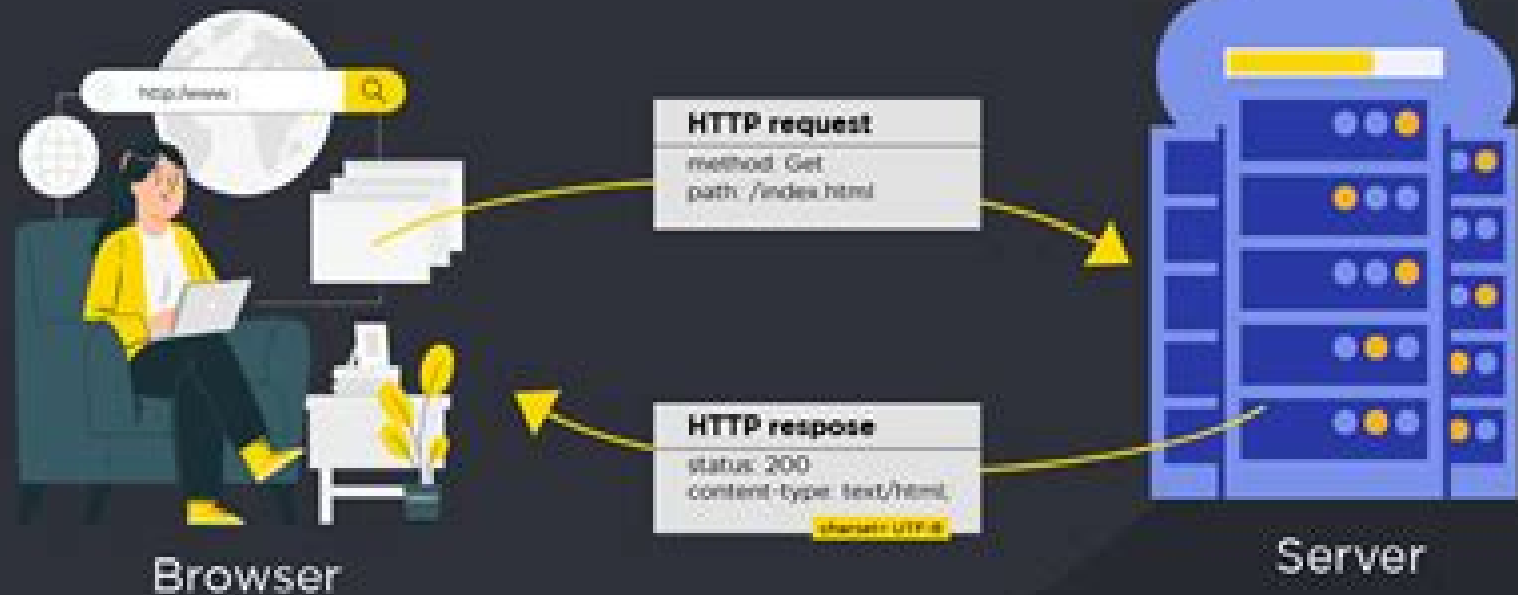 http://www.
HTTP request
method: Get
path: /index.html
HTTP respose
status: 200
content-type: text/html,
charset= UTF-8
Browser
Server